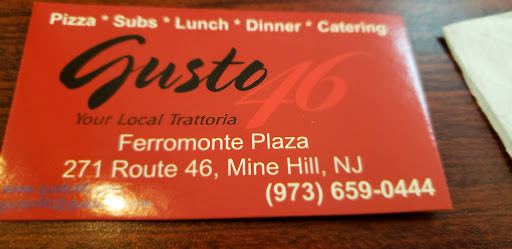 Pizza * Subs * Lunch * Dinner * Catering
Gusto 46
Your Local Trattoria
Ferromonte Plaza
271 Route 46, Mine Hill, NJ
(973) 659-0444